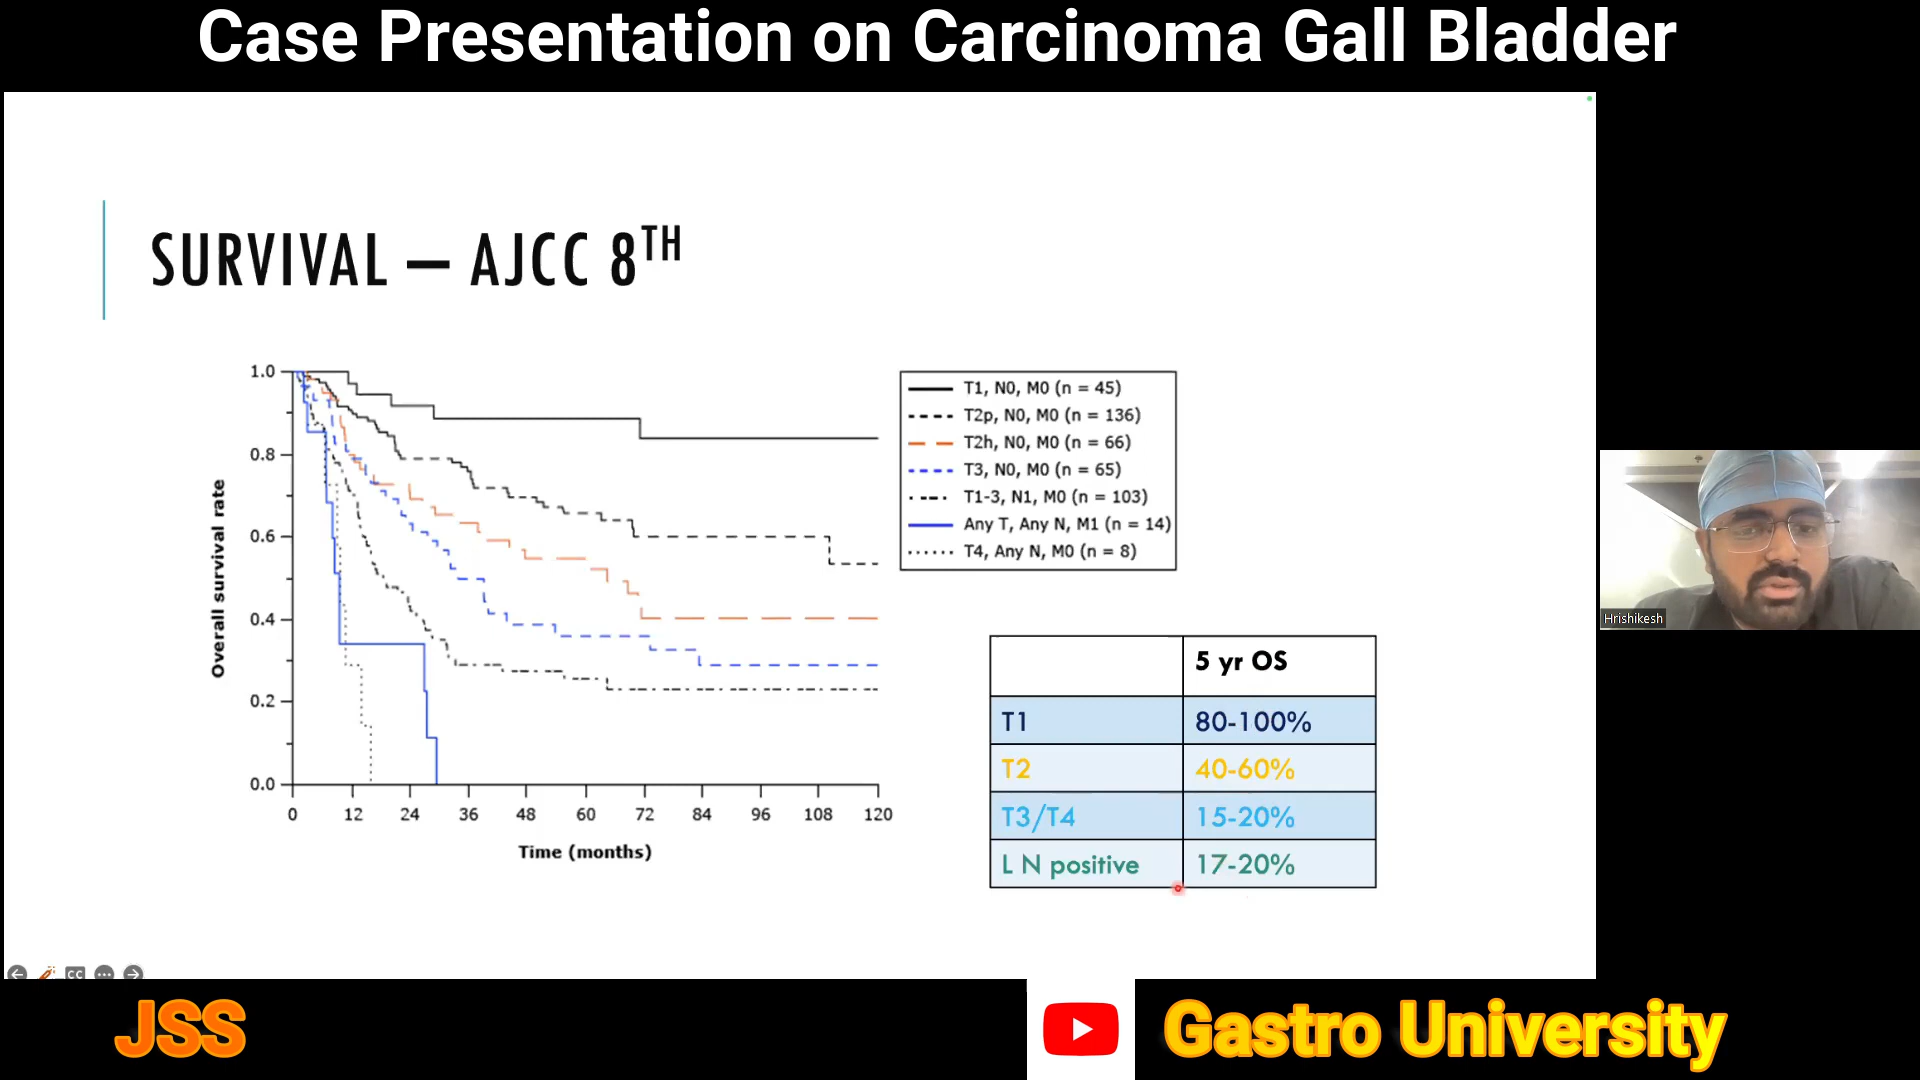 Case Presentation on Carcinoma Gall Bladder
SURVIVAL – AJCC 8TH
1.0
0.8
0.6
0.4
0.2
0.0
Overall survival rate
0 12 24 36 48 60 72 84 96 108 120
Time (months)
T1, N0, M0 (n = 45)
T2p, N0, M0 (n = 136)
T2h, N0, M0 (n = 66)
T3, N0, M0 (n = 65)
T1-3, N1, M0 (n = 103)
Any T, Any N, M1 (n = 14)
T4, Any N, M0 (n = 8)
5 yr OS
T1 80-100%
T2 40-60%
T3/T4 15-20%
L N positive 17-20%
Hrishikesh
CC
JSS
Gastro University